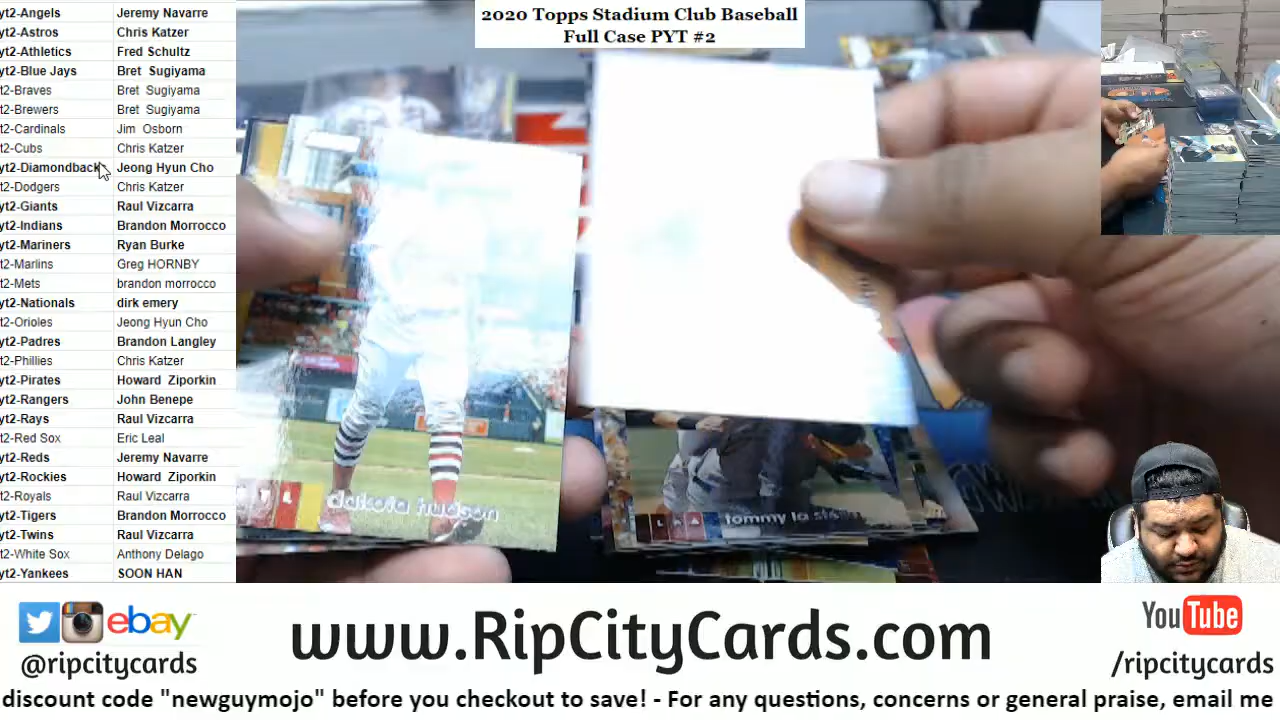 2020 Topps Stadium Club Baseball
Full Case PYT #2
yt2-Angels Jeremy Navarre
yt2-Astros Chris Katzer
yt2-Athletics Fred Schultz
yt2-Blue Jays Bret Sugiyama
t2-Braves Bret Sugiyama
t2-Brewers Bret Sugiyama
t2-Cardinals Jim Osborn
t2-Cubs Chris Katzer
yt2-Diamondback Jeong Hyun Cho
t2-Dodgers Chris Katzer
yt2-Giants Raul Vizcarra
yt2-Indians Brandon Morrocco
yt2-Mariners Ryan Burke
t2-Marlins Greg HORNBY
t2-Mets brandon morrocco
yt2-Nationals dirk emery
t2-Orioles Jeong Hyun Cho
yt2-Padres Brandon Langley
t2-Phillies Chris Katzer
yt2-Pirates Howard Ziporkin
yt2-Rangers John Benepe
yt2-Rays Raul Vizcarra
t2-Red Sox Eric Leal
yt2-Reds Jeremy Navarre
yt2-Rockies Howard Ziporkin
t2-Royals Raul Vizcarra
yt2-Tigers Brandon Morrocco
yt2-Twins Raul Vizcarra
t2-White Sox Anthony Delago
yt2-Yankees SOON HAN
dakota hudson
tommy la
ebay
@ripcitycards
www.RipCityCards.com
YouTube
/ripcitycards
discount code "newguymojo" before you checkout to save! - For any questions, concerns or general praise, email me